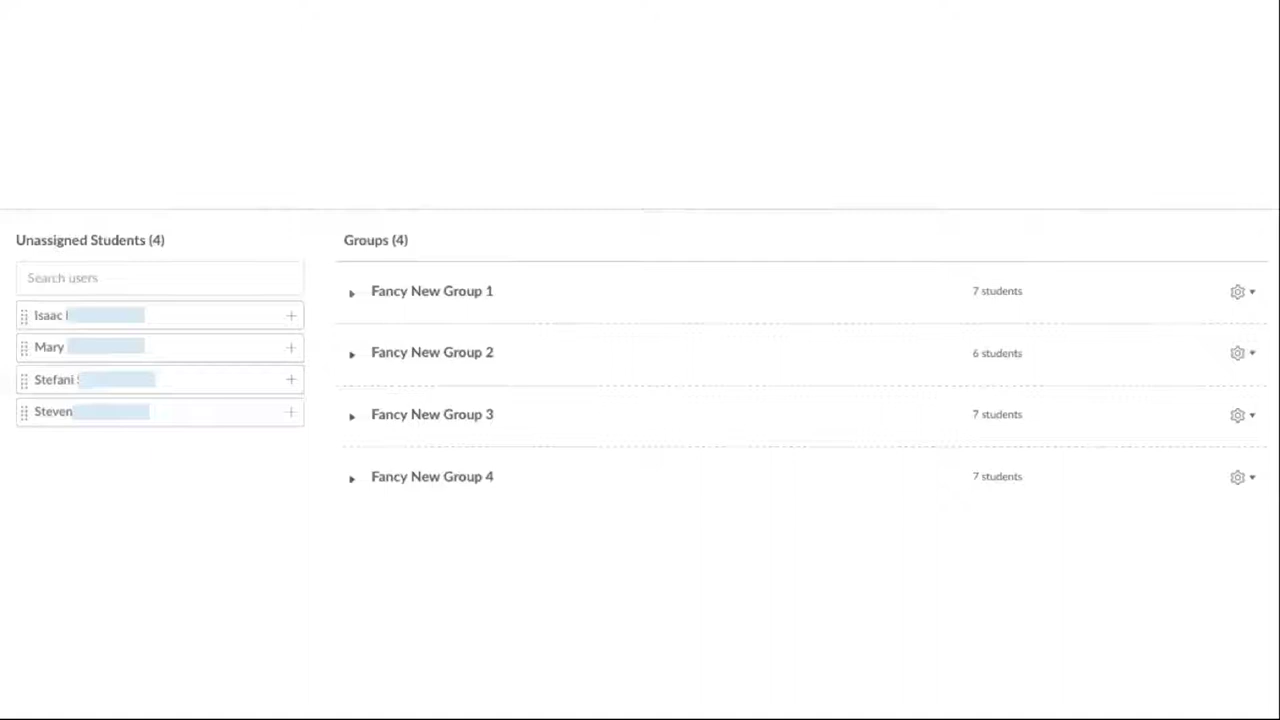 Unassigned Students (4)
Search users
Isaac
Mary
Stefani
Steven
Groups (4)
Fancy New Group 1 7 students
Fancy New Group 2 6 students
Fancy New Group 3 7 students
Fancy New Group 4 7 students